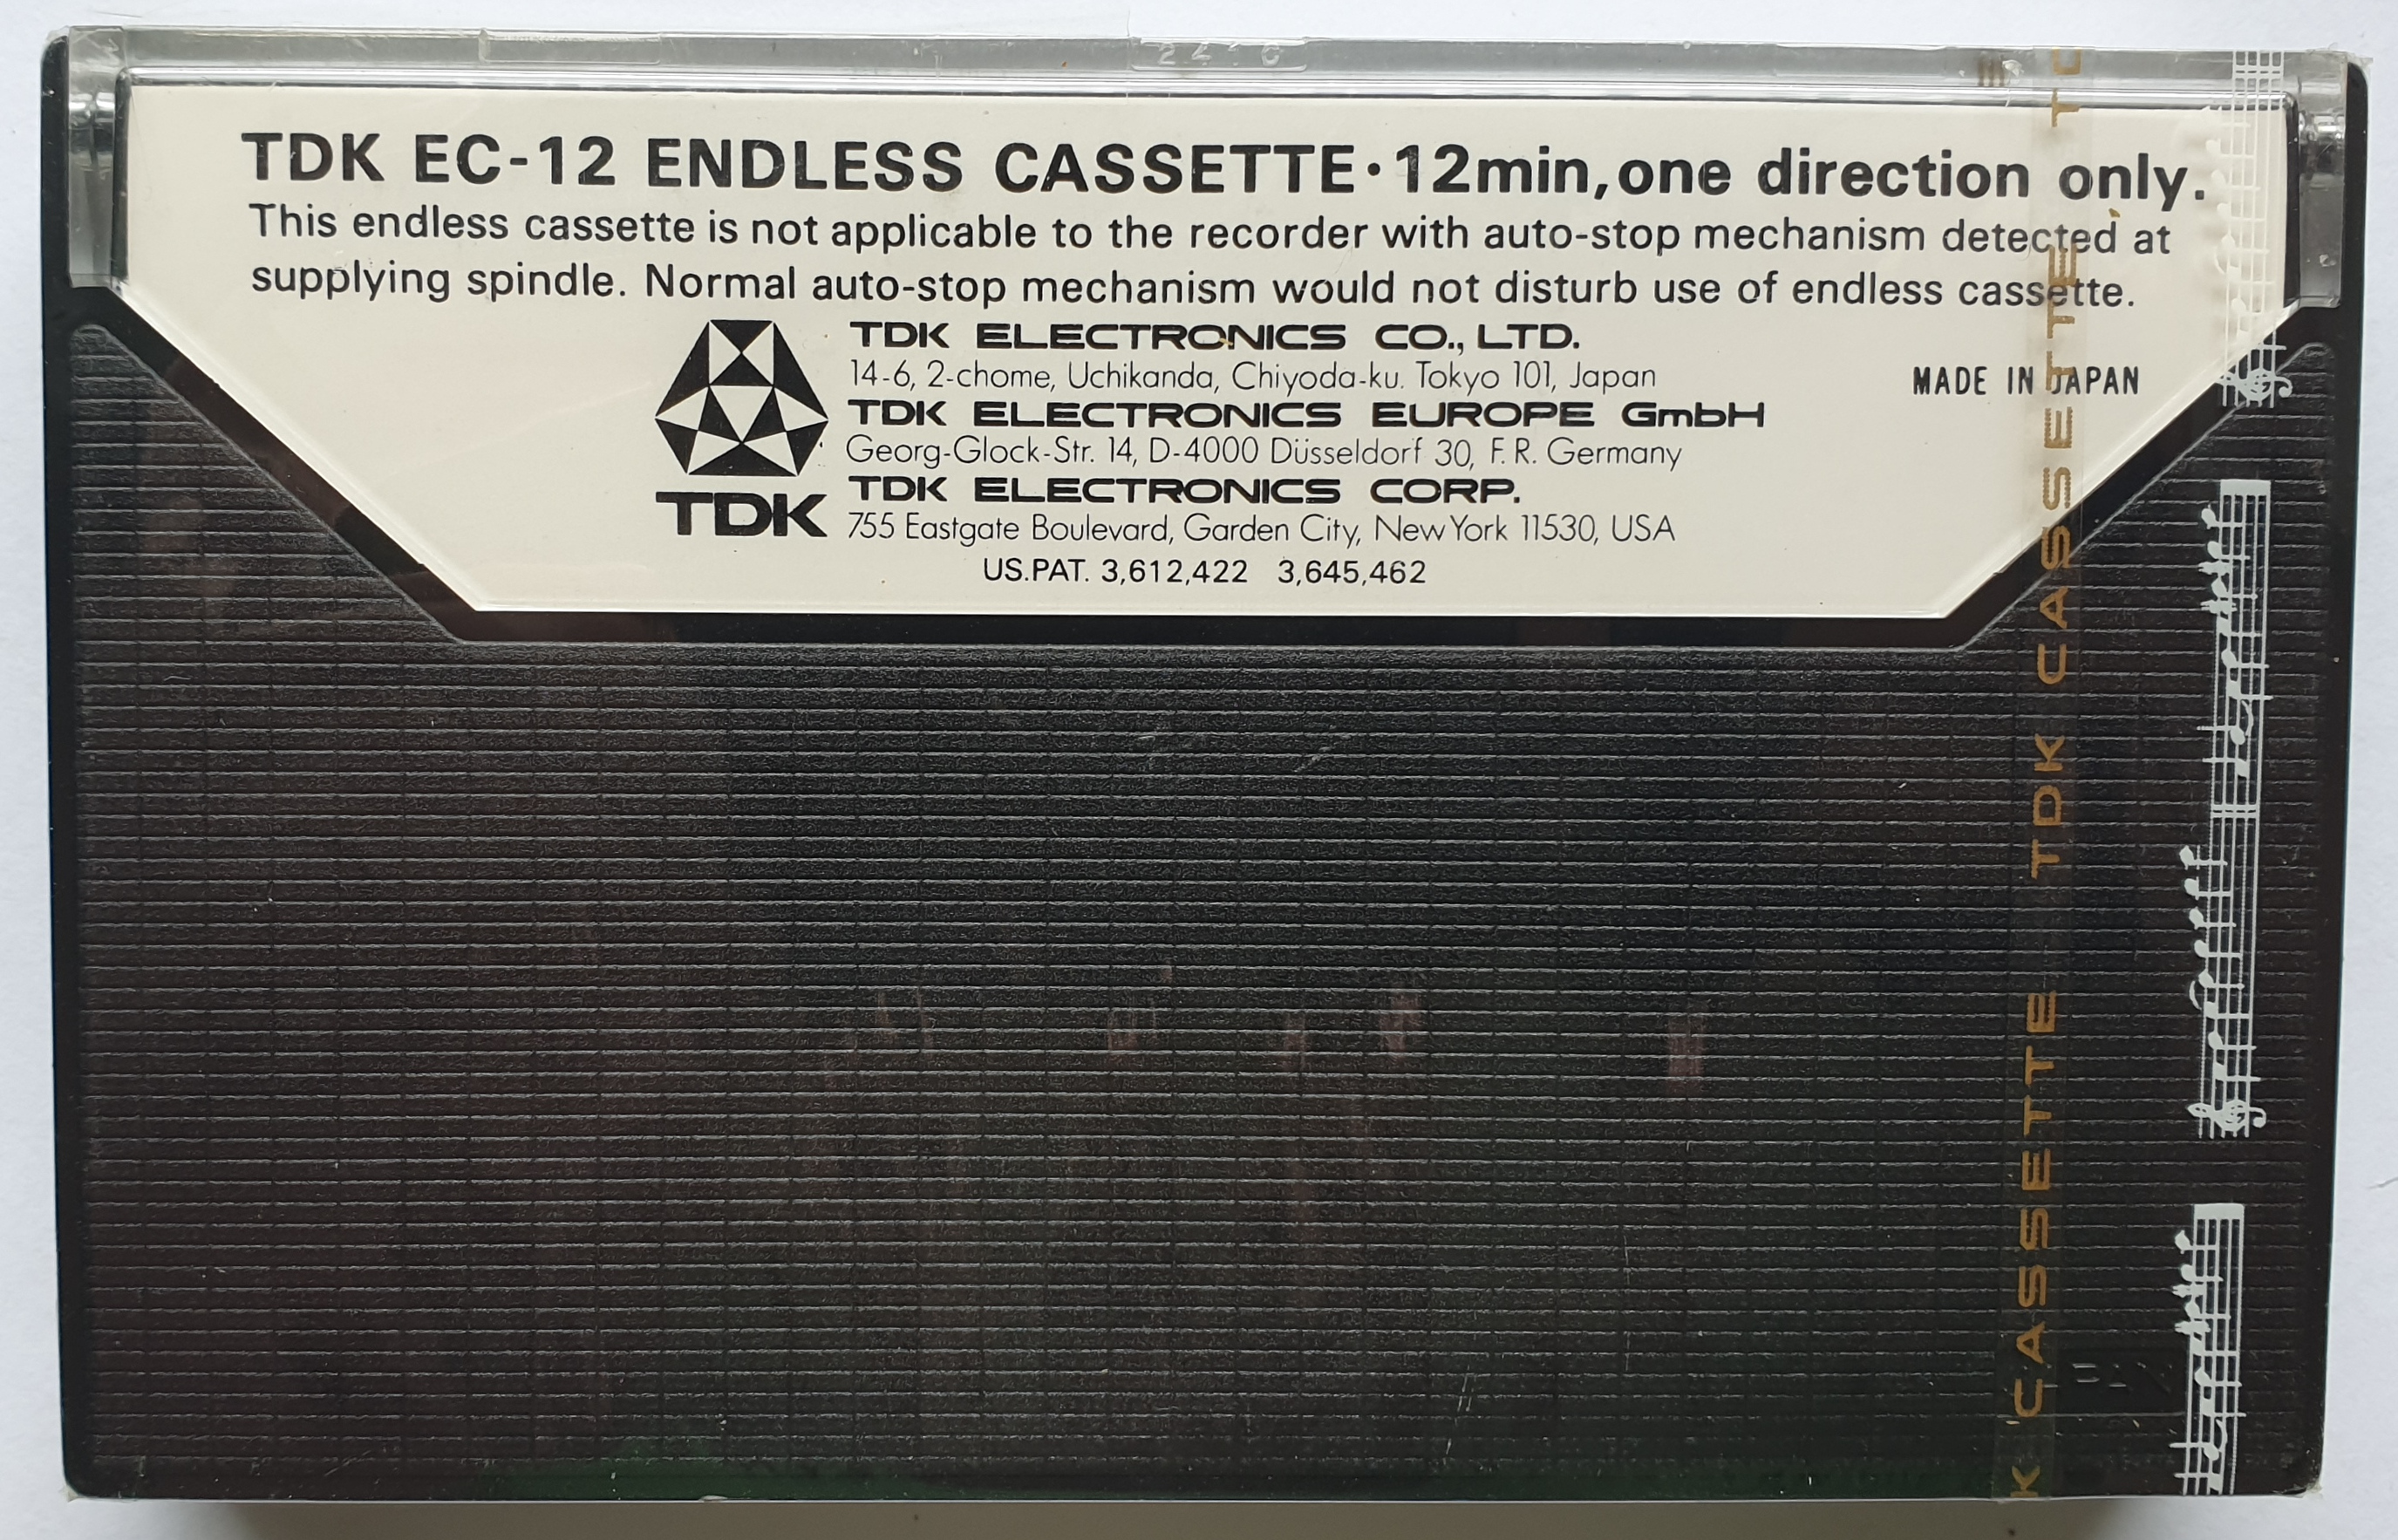 TDK EC-12 ENDLESS CASSETTE·12min, one direction only.
This endless cassette is not applicable to the recorder with auto-stop mechanism detected at
supplying spindle. Normal auto-stop mechanism would not disturb use of endless cassette.
TDK ELECTRONICS CO., LTD.
14-6, 2-chome, Uchikanda, Chiyoda-ku. Tokyo 101, Japan
MADE IN JAPAN
TDK ELECTRONICS EUROPE GmbH
Georg-Glock-Str. 14, D-4000 Düsseldorf 30, F.R. Germany
TDK ELECTRONICS CORP.
755 Eastgate Boulevard, Garden City, New York 11530, USA
TDK
US.PAT. 3,612,422 3,645,462
K CASSETTE TDK CASSETTE